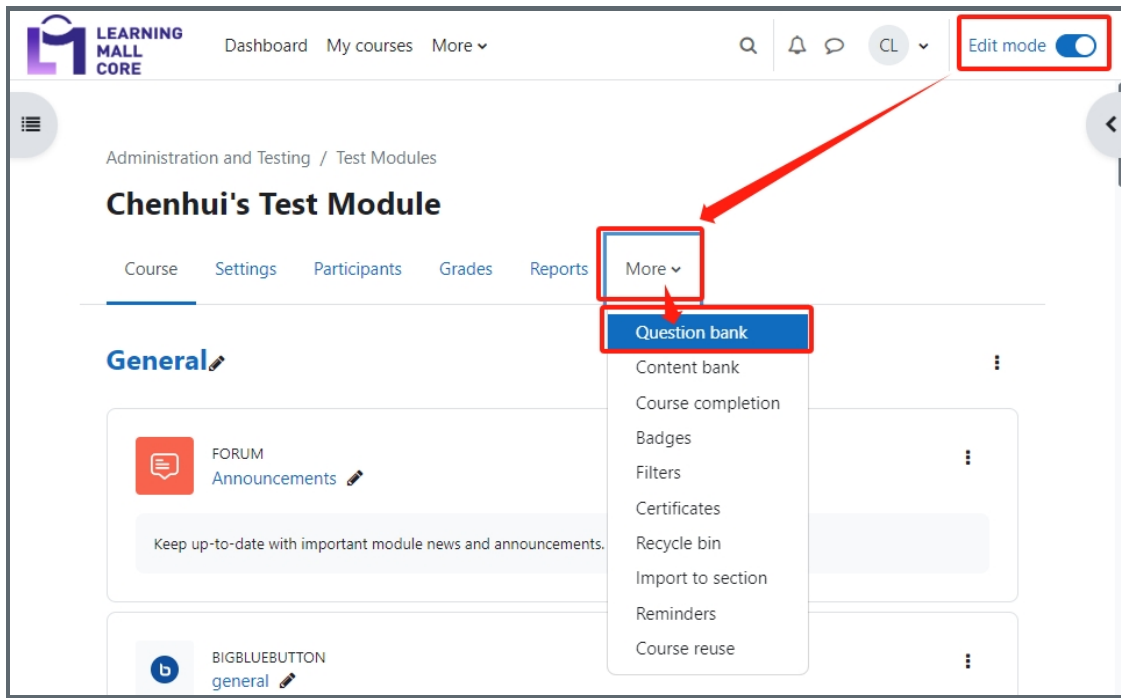 LEARNING
MALL
CORE
Dashboard My courses More
CL
Edit mode
Administration and Testing / Test Modules
Chenhui's Test Module
Course Settings Participants Grades Reports More
Question bank
Content bank
Course completion
Badges
Filters
Certificates
Recycle bin
Import to section
Reminders
Course reuse
General
FORUM
Announcements
Keep up-to-date with important module news and announcements.
b
BIGBLUEBUTTON
general